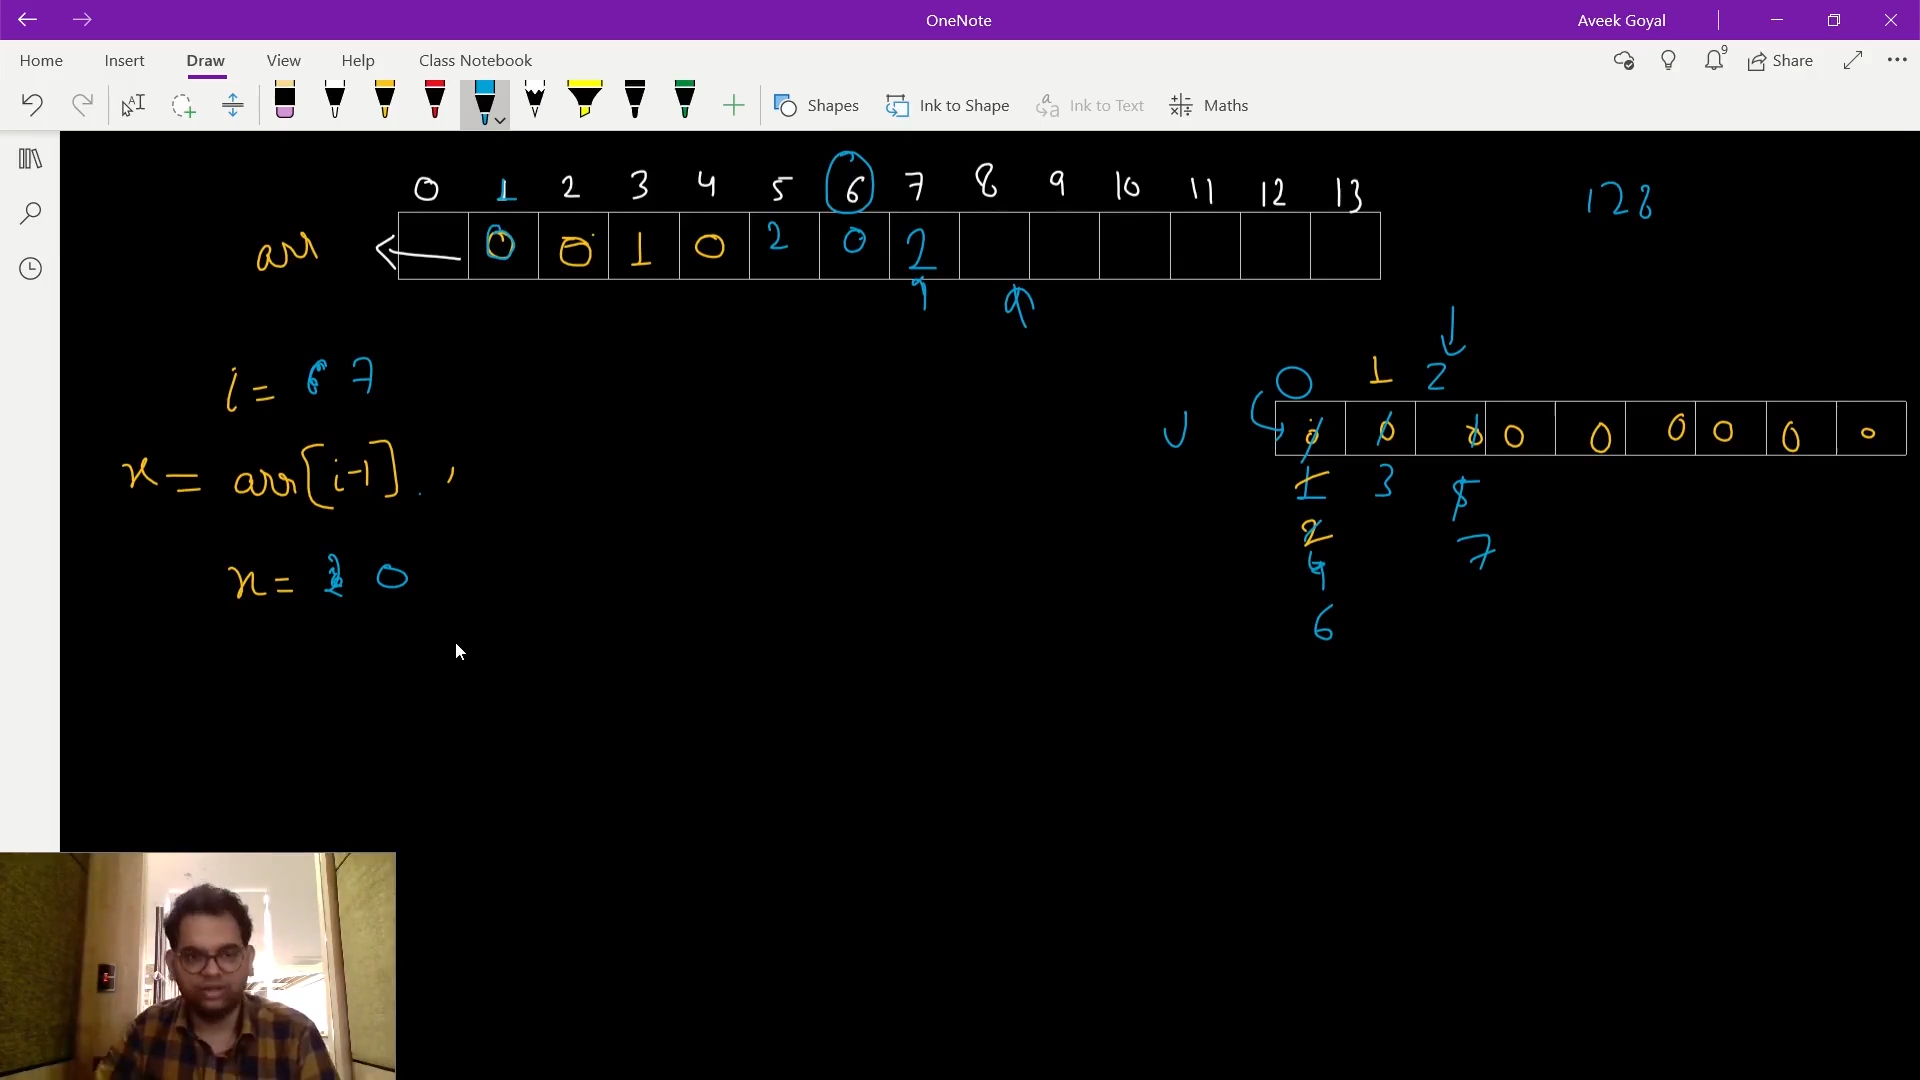 OneNote
Aveek Goyal
Home Insert Draw View Help Class Notebook
9 Share
Shapes Ink to Shape Ink to Text Maths
0 1 2 3 4 5 6 7 8 9 10 11 12 13
128
arr 0 0 1 0 2 0 2
i = 6 7
0 1 2
0 0 0 0 0 0 0 0 0
x = arr[i-1]
1 3 5
2 7
4
x = 2 0
6